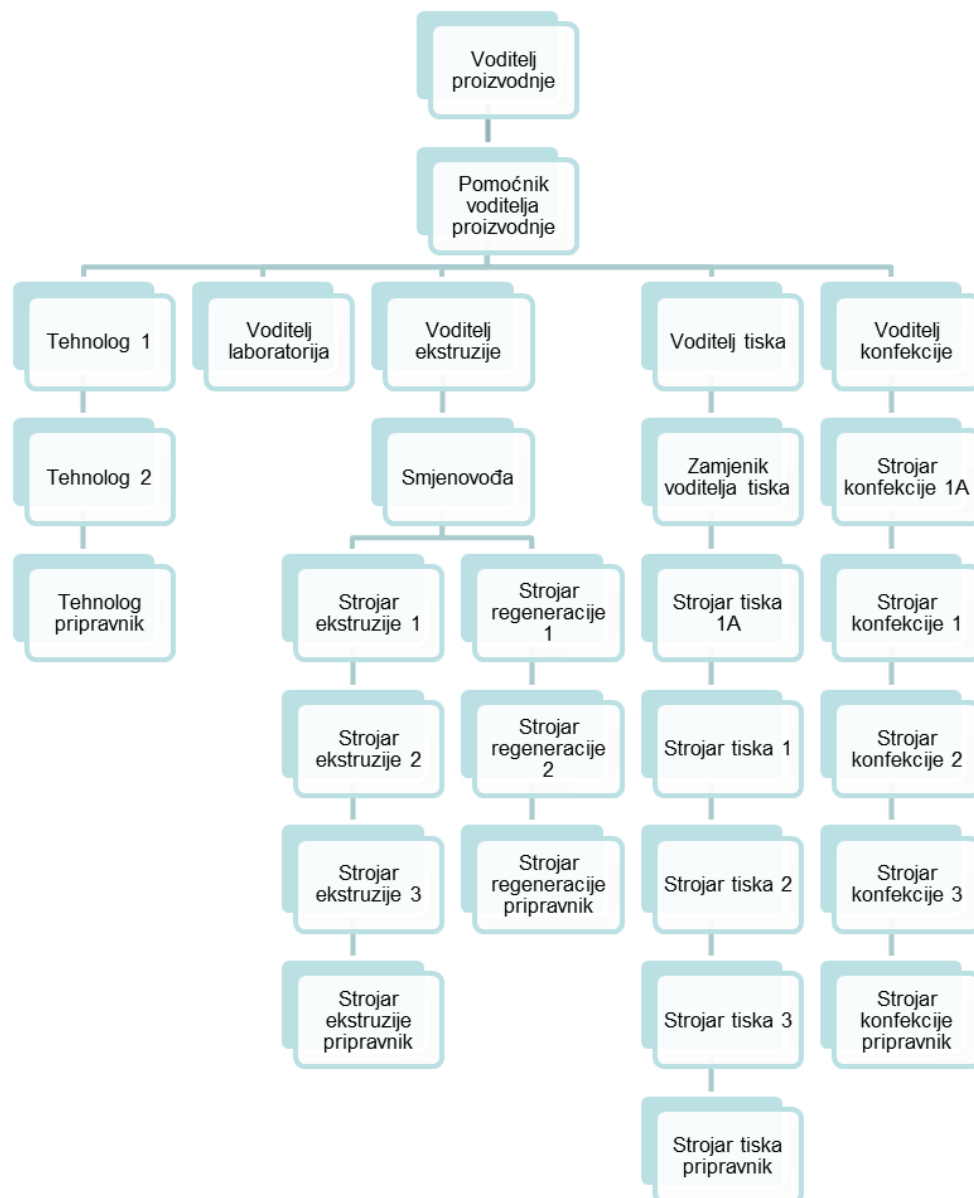 Voditelj
proizvodnje
Pomoćnik
voditelja
proizvodnje
Tehnolog 1
Voditelj
laboratorija
Voditelj
ekstruzije
Voditelj tiska
Voditelj
konfekcije
Tehnolog 2
Smjenovođa
Zamjenik
voditelja tiska
Strojar
konfekcije 1A
Tehnolog
pripravnik
Strojar
ekstruzije 1
Strojar
regeneracije
1
Strojar tiska
1A
Strojar
konfekcije 1
Strojar
ekstruzije 2
Strojar
regeneracije
2
Strojar tiska 1
Strojar
konfekcije 2
Strojar
ekstruzije 3
Strojar
regeneracije
pripravnik
Strojar tiska 2
Strojar
konfekcije 3
Strojar
ekstruzije
pripravnik
Strojar tiska 3
Strojar
konfekcije
pripravnik
Strojar tiska
pripravnik